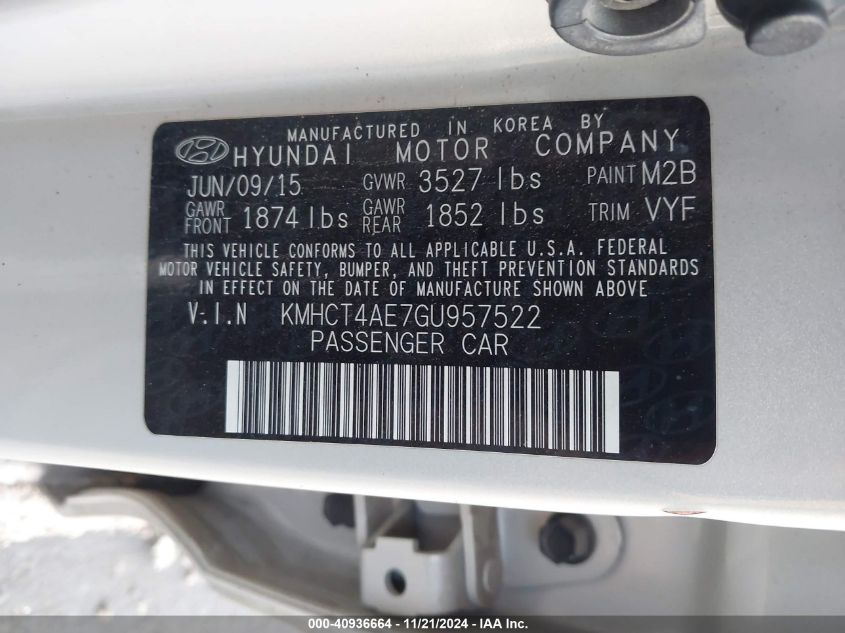 MANUFACTURED IN KOREA BY
HYUNDAI MOTOR COMPANY
JUN/09/15 GVWR 3527 lbs PAINT M2B
GAWR FRONT 1874 lbs GAWR REAR 1852 lbs TRIM VYF
THIS VEHICLE CONFORMS TO ALL APPLICABLE U.S.A. FEDERAL
MOTOR VEHICLE SAFETY, BUMPER, AND THEFT PREVENTION STANDARDS
IN EFFECT ON THE DATE OF MANUFACTURE SHOWN ABOVE
V.I.N KMHCT4AE7GU957522
PASSENGER CAR
000-40936664 - 11/21/2024 - IAA, Inc.